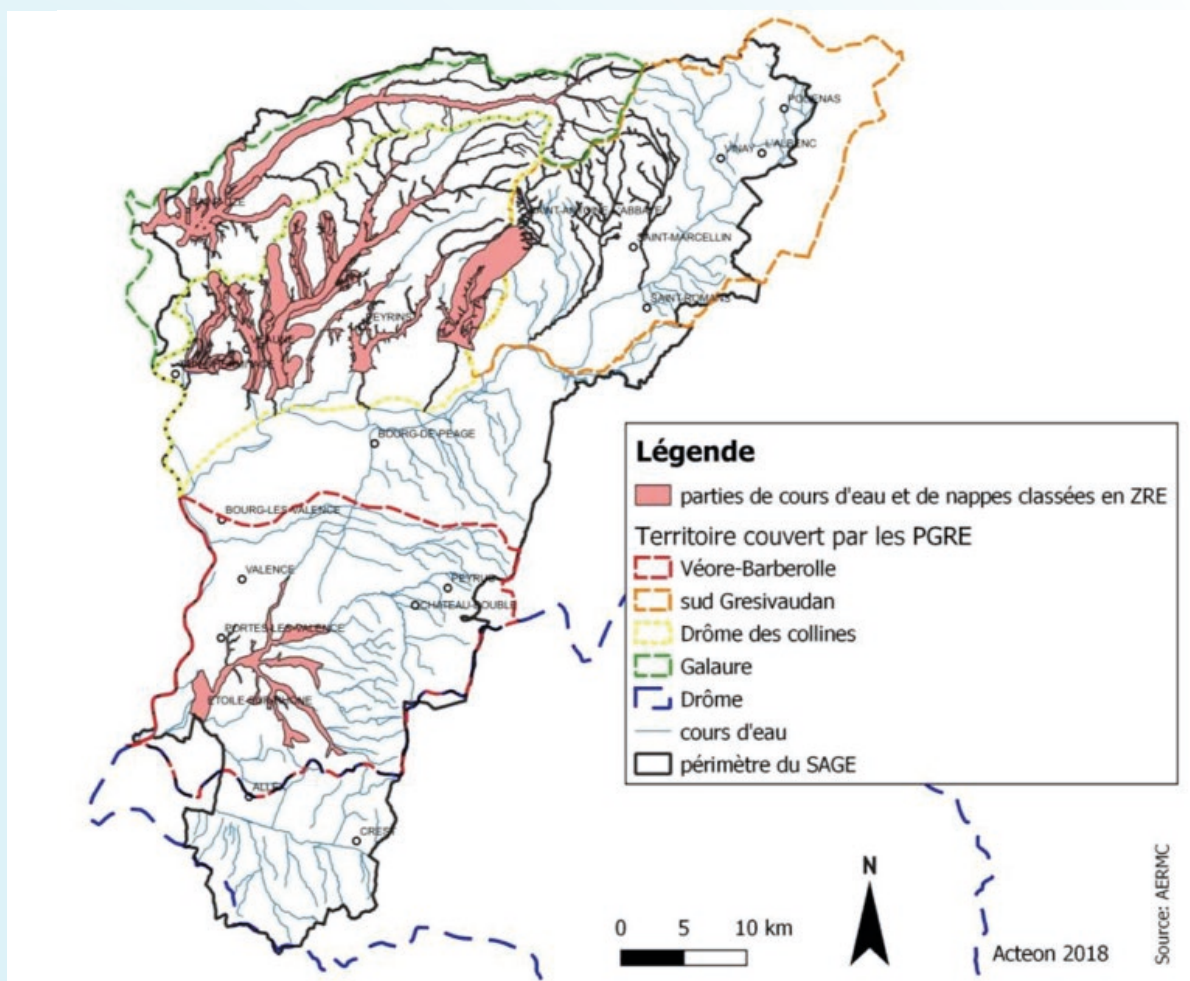 POLIENAS
VINAY
L'ALBENC
SAINT-ANTOINE-L'ABBAYE
SAINT-MARCELLIN
SAINT-ROMANS
PEYRINS
BOURG-DE-PEAGE
BOURG-LES-VALENCE
VALENCE
PEYRUS
CHATEAU-DOUBLE
PORTES-LES-VALENCE
ETOILE-SUR-RHONE
CREST
Légende
parties de cours d'eau et de nappes classées en ZRE
Territoire couvert par les PGRE
Véore-Barberolle
sud Gresivaudan
Drôme des collines
Galaure
Drôme
cours d'eau
périmètre du SAGE
N
0 5 10 km
Acteon 2018
Source: AERMC